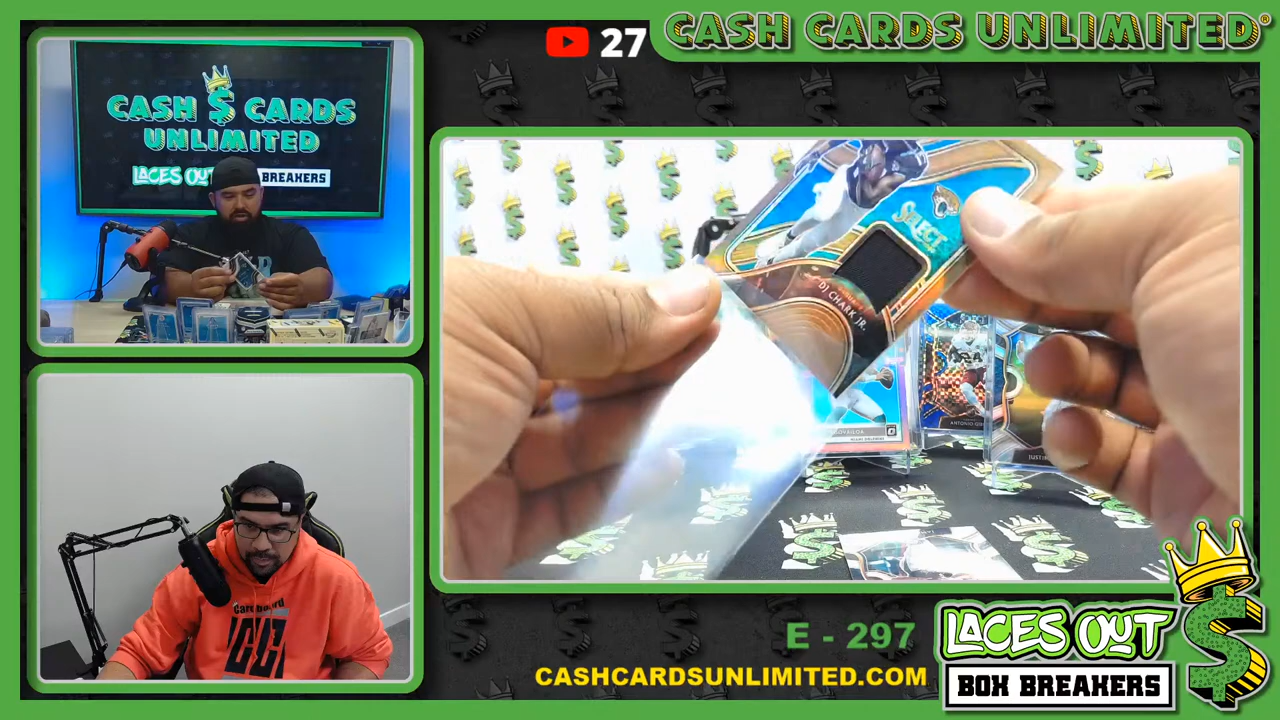 27
CASH CARDS UNLIMITED®
CASH $ CARDS
UNLIMITED
LACES OUT
BREAKERS
SELECT
DJ CHARK JR.
Cardboard
E - 297
CASHCARDSUNLIMITED.COM
LACES OUT
BOX BREAKERS